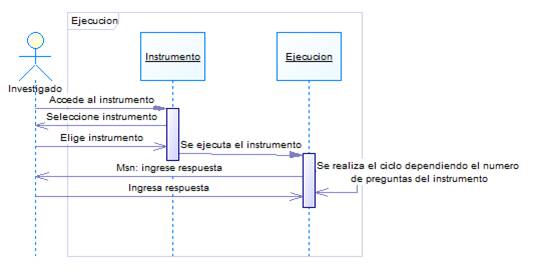 Ejecucion
Instrumento
Ejecucion
Investigado
Accede al instrumento
Seleccione instrumento
Elige instrumento
Se ejecuta el instrumento
Msn: ingrese respuesta
Se realiza el ciclo dependiendo el numero
de preguntas del instrumento
Ingresa respuesta